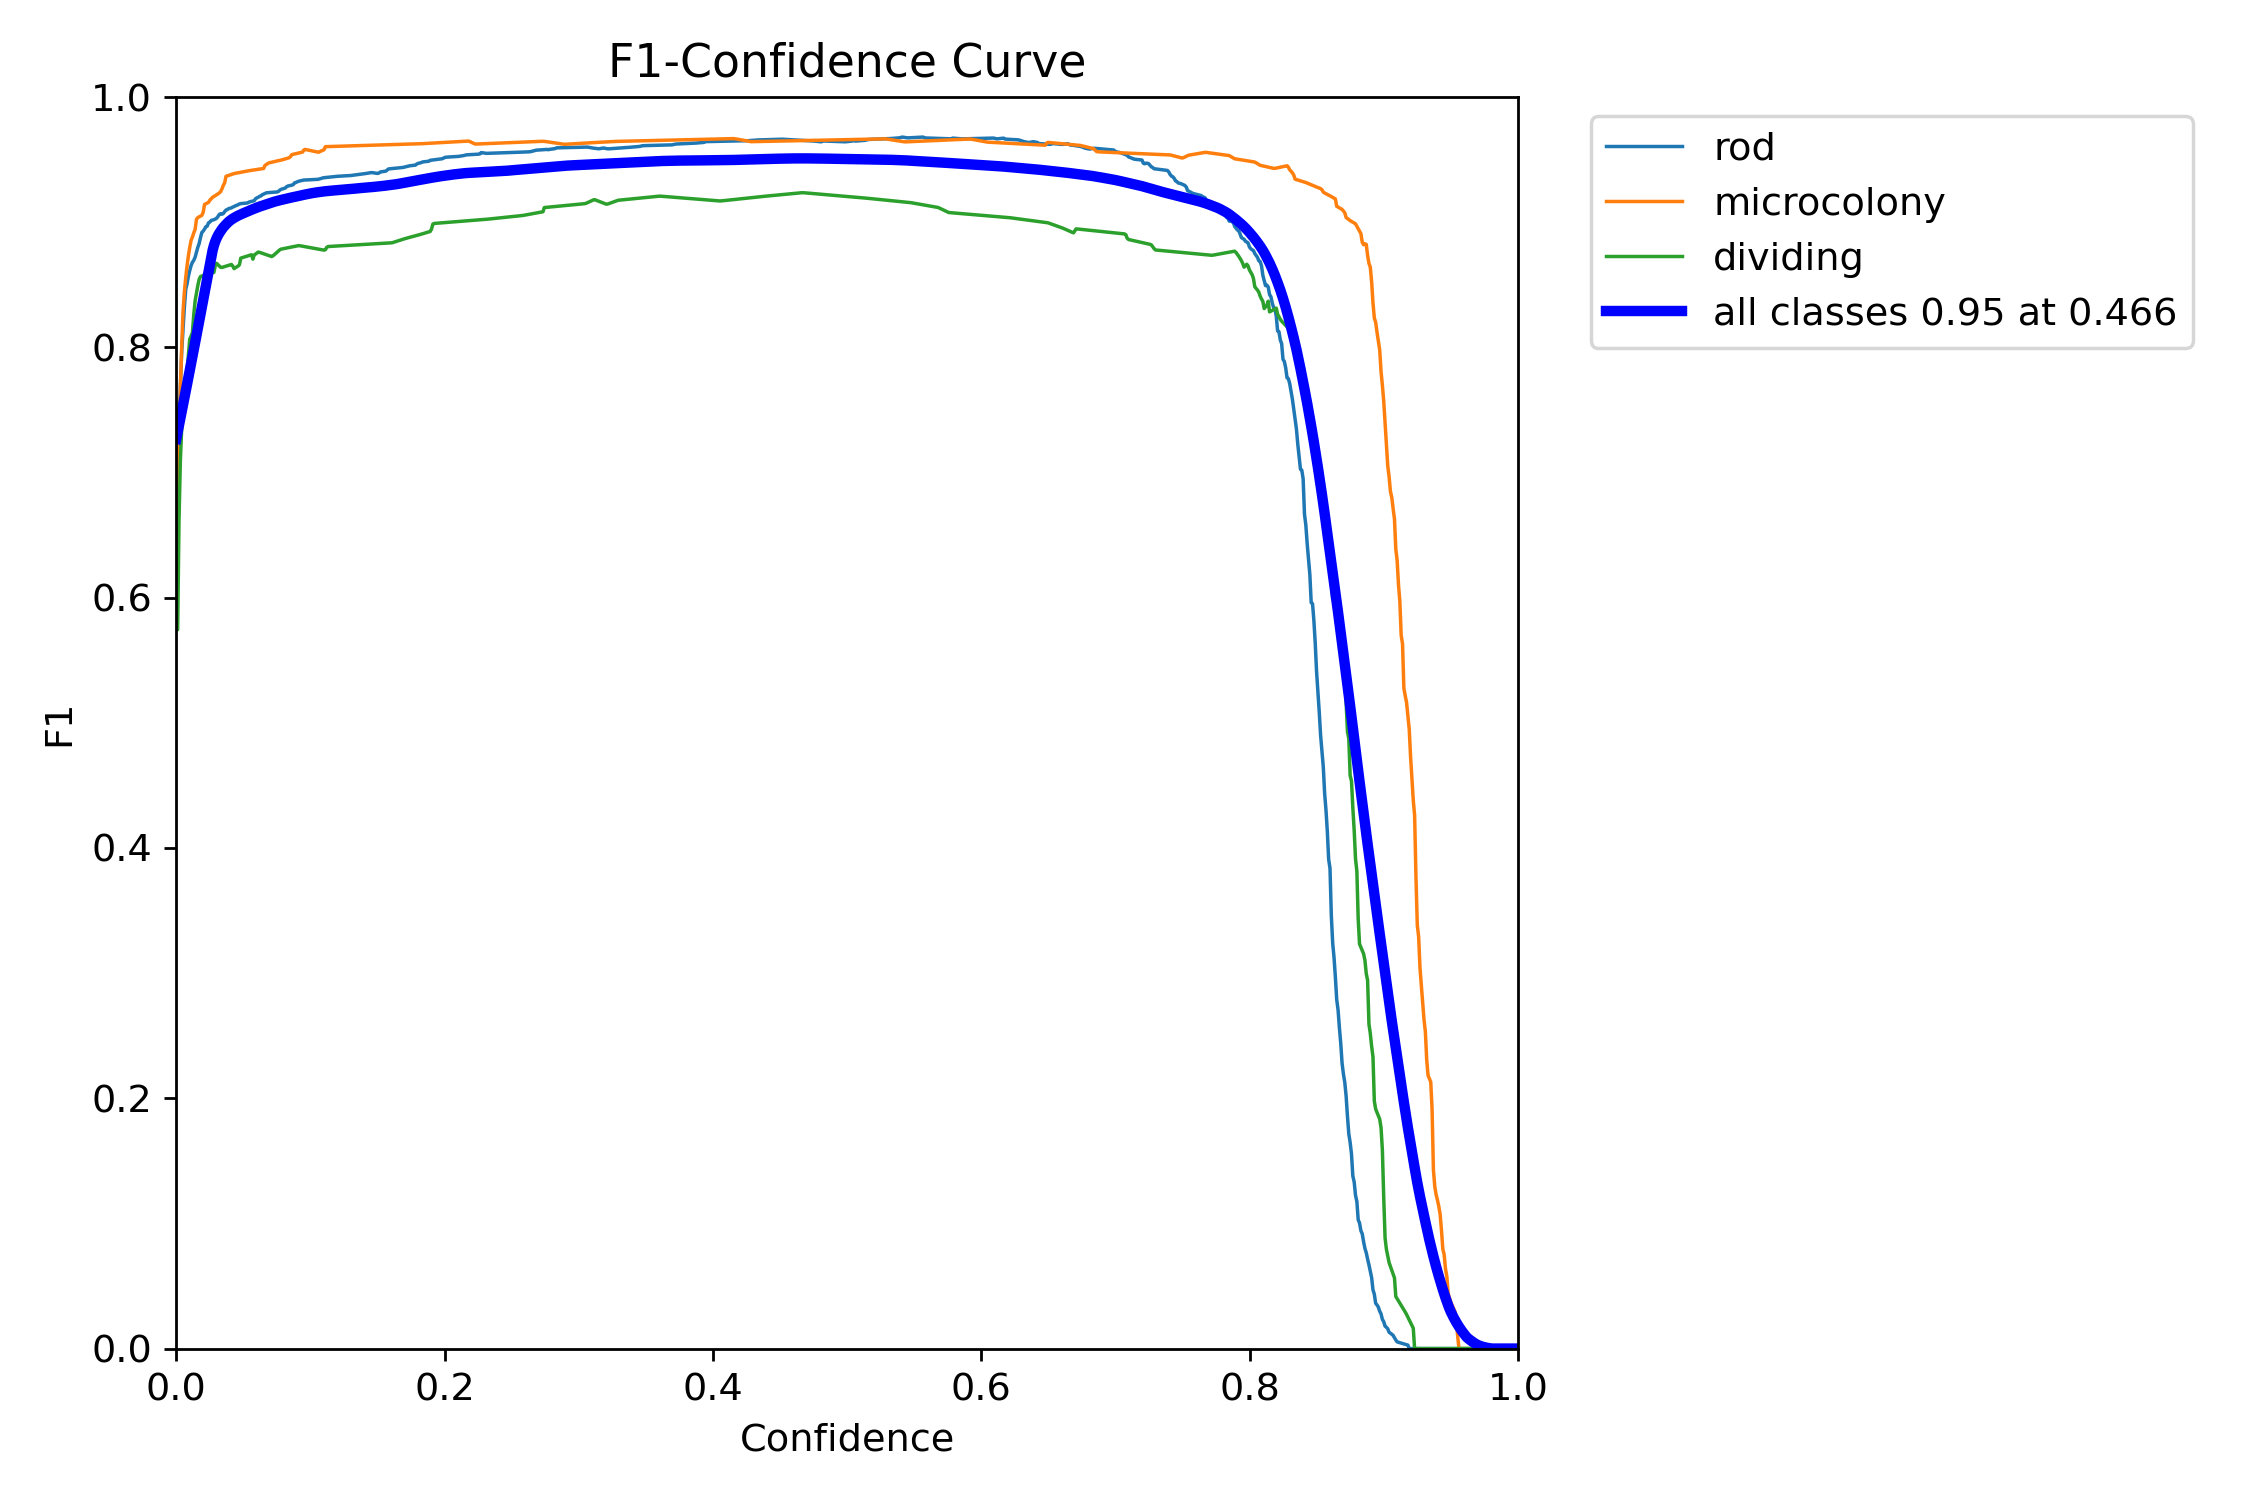 F1-Confidence Curve
1.0
0.8
0.6
0.4
0.2
0.0
F1
0.0 0.2 0.4 0.6 0.8 1.0
Confidence
rod
microcolony
dividing
all classes 0.95 at 0.466